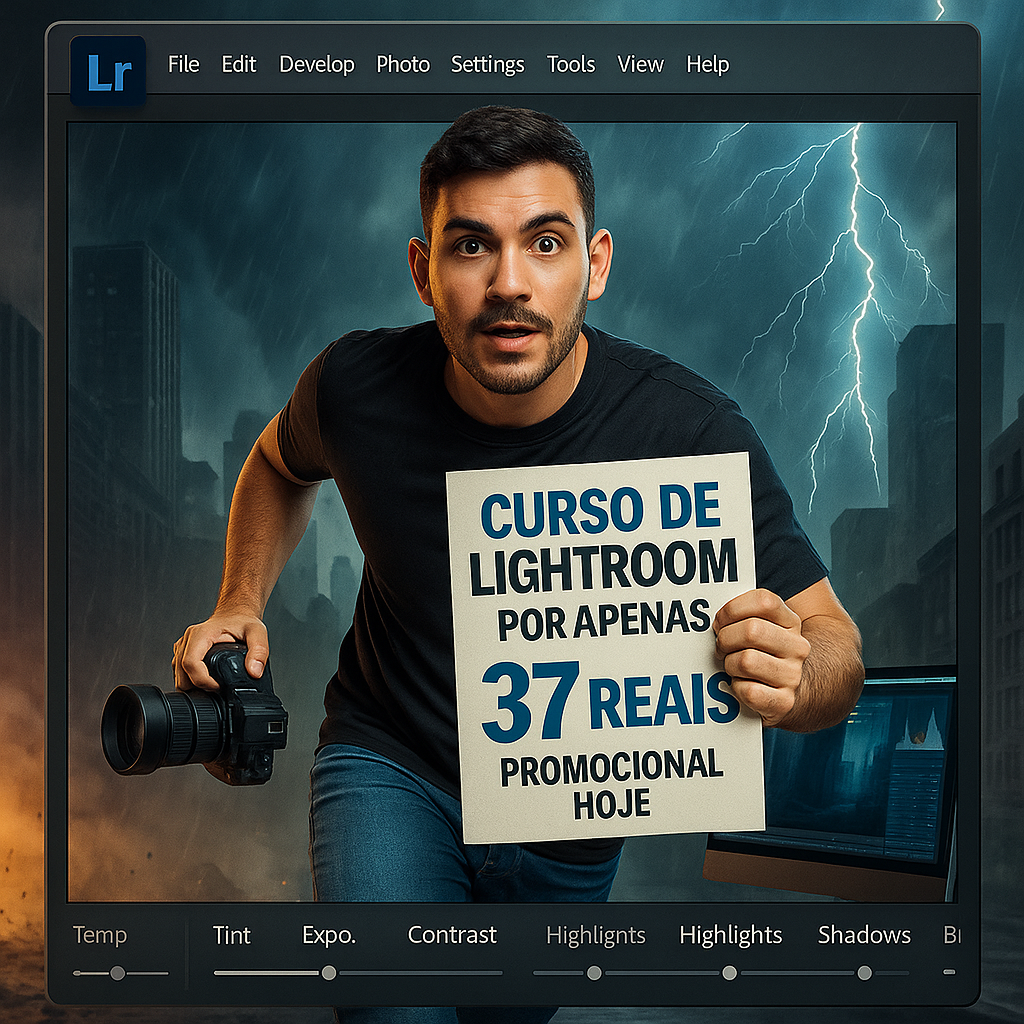 Lr File Edit Develop Photo Settings Tools View Help
CURSO DE
LIGHTROOM
POR APENAS
37 REAIS
PROMOCIONAL
HOJE
Temp Tint Expo. Contrast Highlignts Highlights Shadows